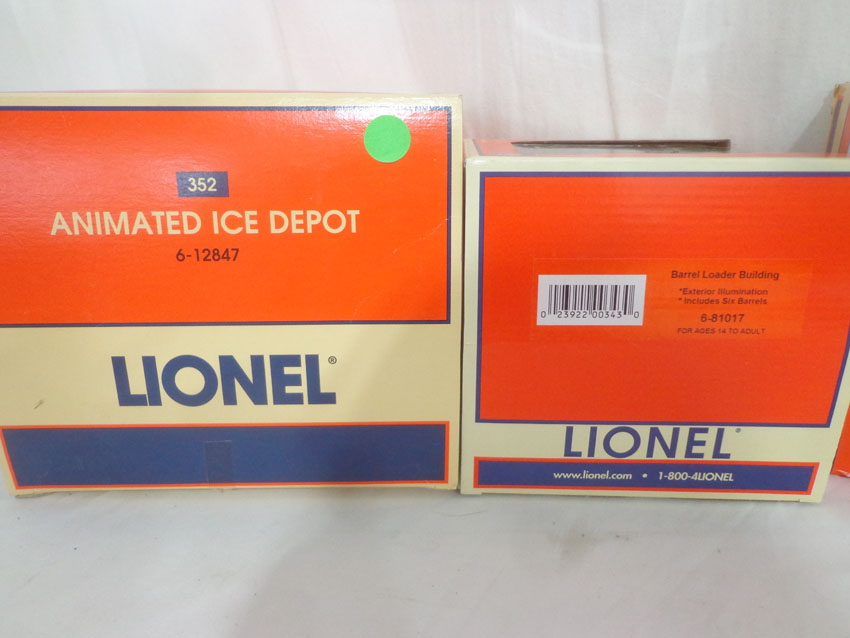 352
ANIMATED ICE DEPOT
6-12847
LIONEL®
Barrel Loader Building
*Exterior Illumination
* Includes Six Barrels
6-81017
FOR AGES 14 TO ADULT
0 23922 00343 0
LIONEL®
www.lionel.com • 1-800-4LIONEL